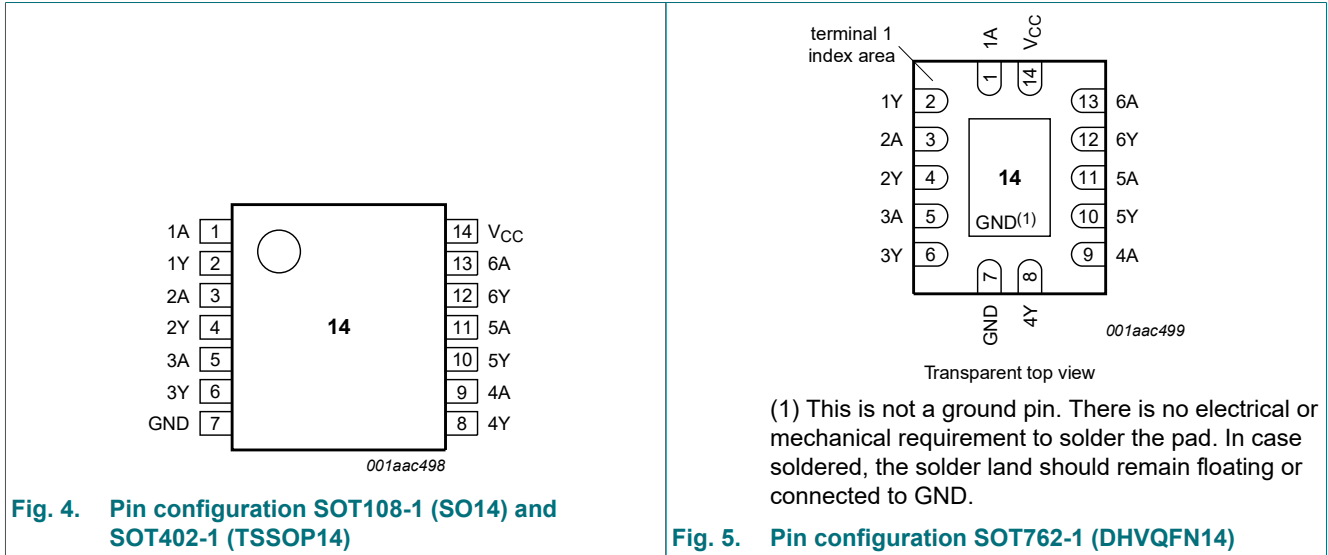 1A 1
1Y 2
2A 3
2Y 4
3A 5
3Y 6
GND 7
14
14 VCC
13 6A
12 6Y
11 5A
10 5Y
9 4A
8 4Y
001aac498
Fig. 4. Pin configuration SOT108-1 (SO14) and
SOT402-1 (TSSOP14)
terminal 1
index area
1A
VCC
1
14
1Y 2
2A 3
2Y 4
3A 5
3Y 6
14
GND(1)
13 6A
12 6Y
11 5A
10 5Y
9 4A
7
8
GND
4Y
001aac499
Transparent top view
(1) This is not a ground pin. There is no electrical or
mechanical requirement to solder the pad. In case
soldered, the solder land should remain floating or
connected to GND.
Fig. 5. Pin configuration SOT762-1 (DHVQFN14)